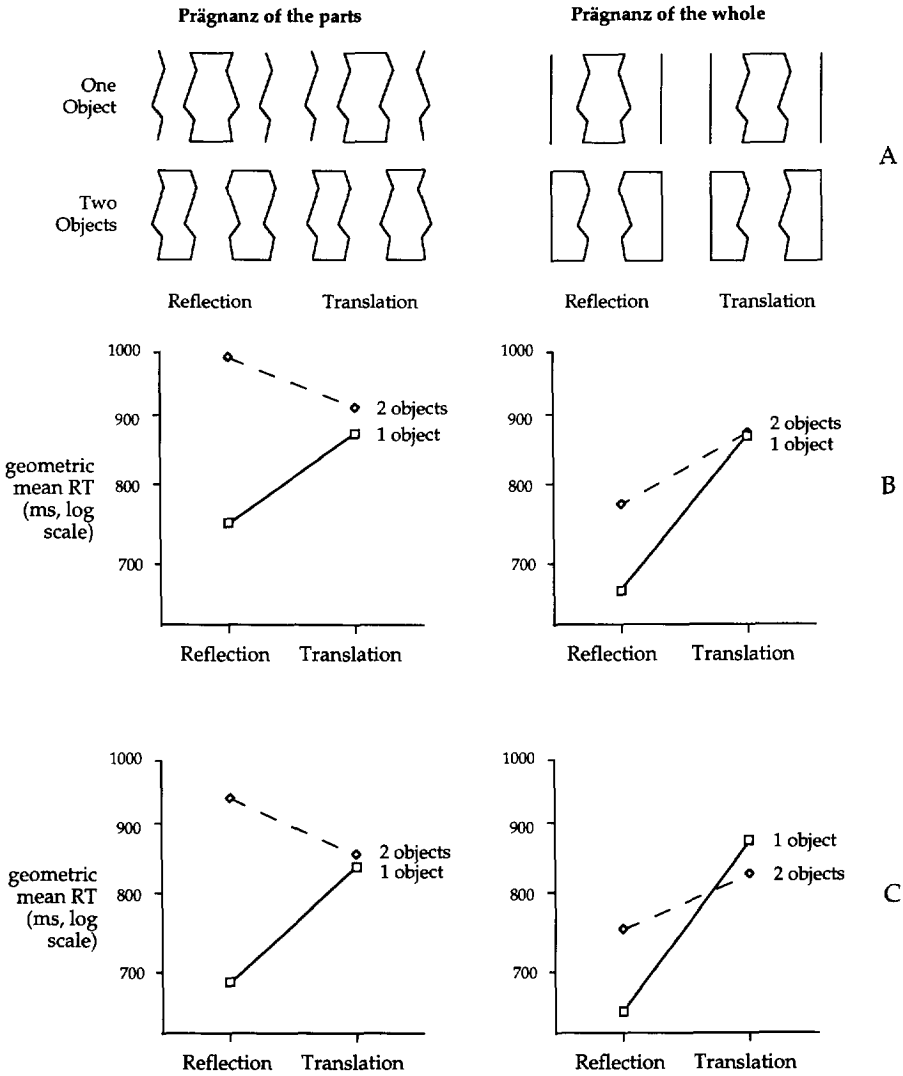 Prägnanz of the parts
Prägnanz of the whole
One
Object
A
Two
Objects
Reflection
Translation
Reflection
Translation
1000
900
800
700
geometric
mean RT
(ms, log
scale)
2 objects
1 object
Reflection
Translation
1000
900
800
700
2 objects
1 object
B
Reflection
Translation
1000
900
800
700
geometric
mean RT
(ms, log
scale)
2 objects
1 object
Reflection
Translation
1000
900
800
700
1 object
2 objects
C
Reflection
Translation